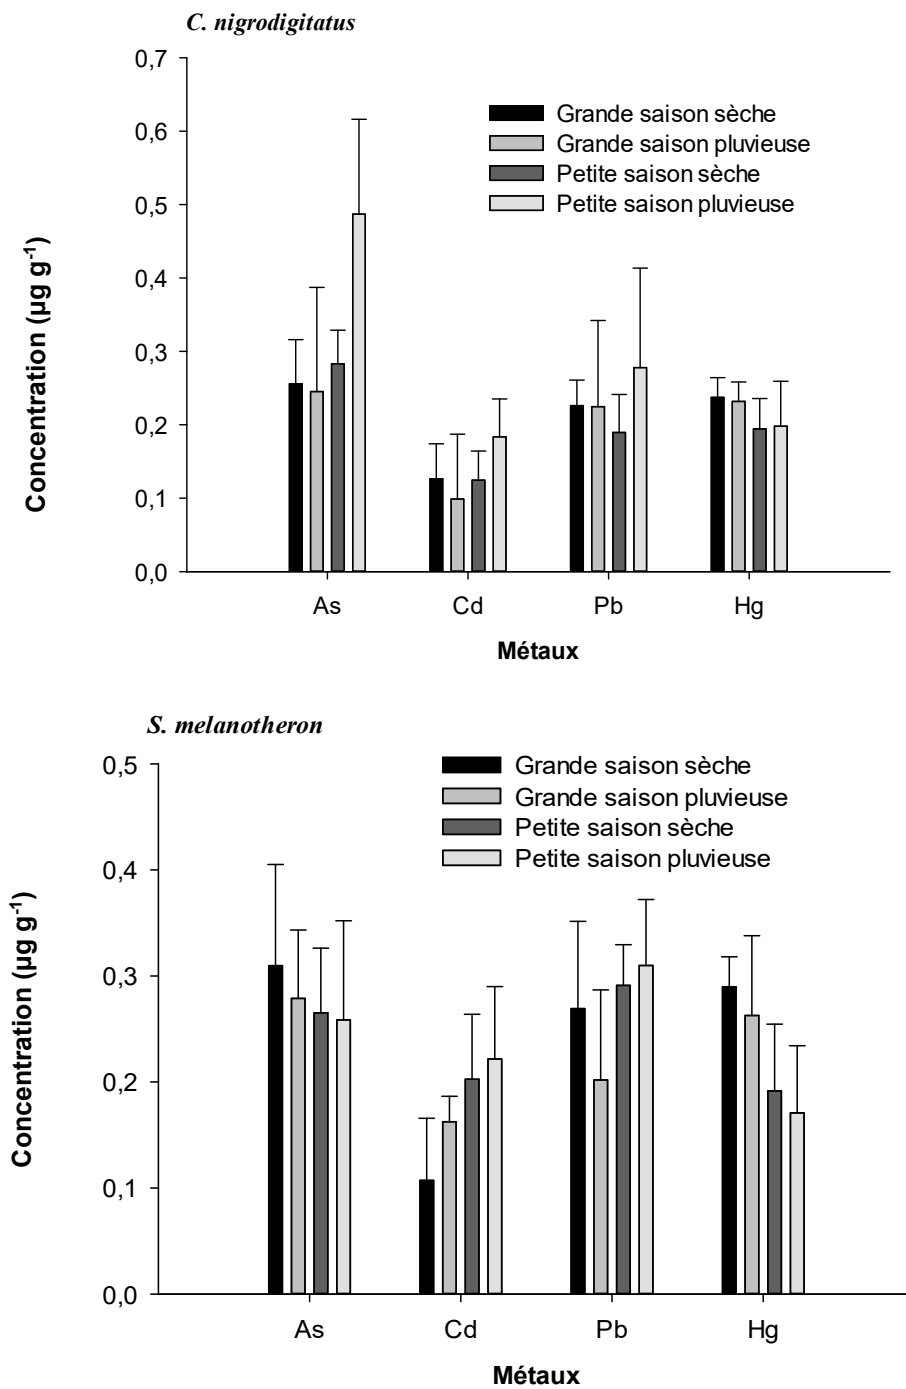 C. nigrodigitatus
0,7
0,6
0,5
0,4
0,3
0,2
0,1
0,0
Concentration (µg g-1)
Grande saison sèche
Grande saison pluvieuse
Petite saison sèche
Petite saison pluvieuse
As Cd Pb Hg
Métaux
S. melanotheron
0,5
0,4
0,3
0,2
0,1
0,0
Concentration (µg g-1)
Grande saison sèche
Grande saison pluvieuse
Petite saison sèche
Petite saison pluvieuse
As Cd Pb Hg
Métaux